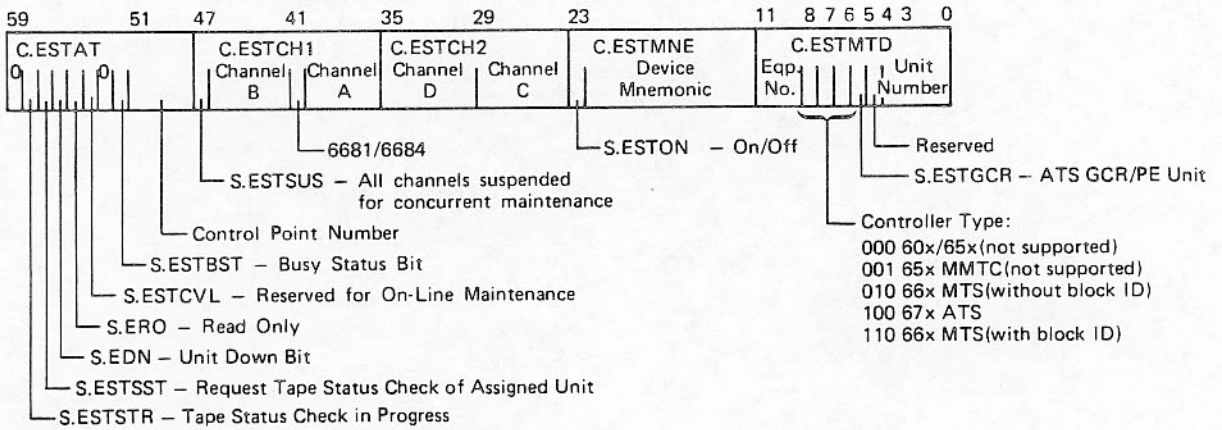 59 51 47 41 35 29 23 11 8 7 6 5 4 3 0
C.ESTAT C.ESTCH1 C.ESTCH2 C.ESTMNE C.ESTMTD
0 0 Channel Channel Channel Channel Device Eqp. Unit
B A D C Mnemonic No. Number
6681/6684
S.ESTON – On/Off
Reserved
S.ESTSUS – All channels suspended
for concurrent maintenance
S.ESTGCR – ATS GCR/PE Unit
Control Point Number
Controller Type:
000 60x/65x(not supported)
001 65x MMTC(not supported)
010 66x MTS(without block ID)
100 67x ATS
110 66x MTS(with block ID)
S.ESTBST – Busy Status Bit
S.ESTCVL – Reserved for On-Line Maintenance
S.ERO – Read Only
S.EDN – Unit Down Bit
S.ESTSST – Request Tape Status Check of Assigned Unit
S.ESTSTR – Tape Status Check in Progress